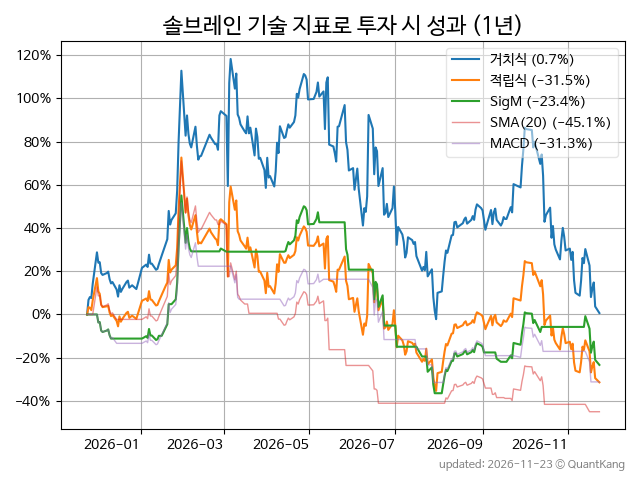 솔브레인 기술 지표로 투자 시 성과 (1년)
거치식 (0.7%)
적립식 (−31.5%)
SigM (−23.4%)
SMA(20) (−45.1%)
MACD (−31.3%)
120%
100%
80%
60%
40%
20%
0%
−20%
−40%
2026-01 2026-03 2026-05 2026-07 2026-09 2026-11
updated: 2026-11-23 © QuantKang